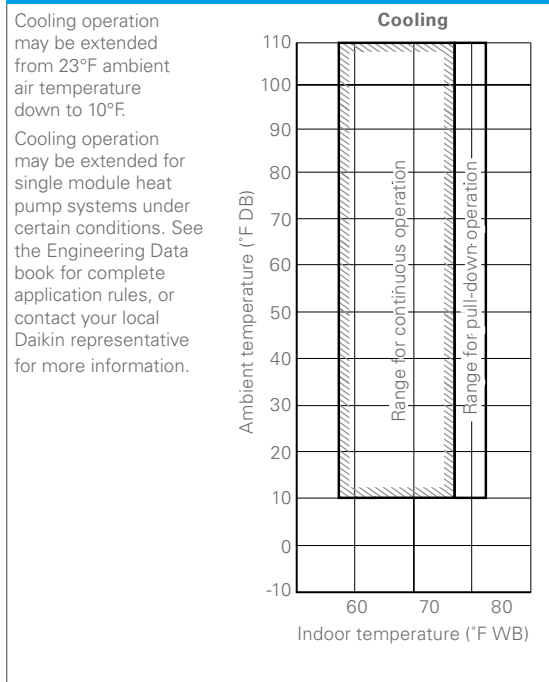 Cooling operation
may be extended
from 23°F ambient
air temperature
down to 10°F.
Cooling operation
may be extended for
single module heat
pump systems under
certain conditions. See
the Engineering Data
book for complete
application rules, or
contact your local
Daikin representative
for more information.
Cooling
Ambient temperature (˚F DB)
110
100
90
80
70
60
50
40
30
20
10
0
-10
Range for continuous operation
Range for pull-down operation
60 70 80
Indoor temperature (˚F WB)